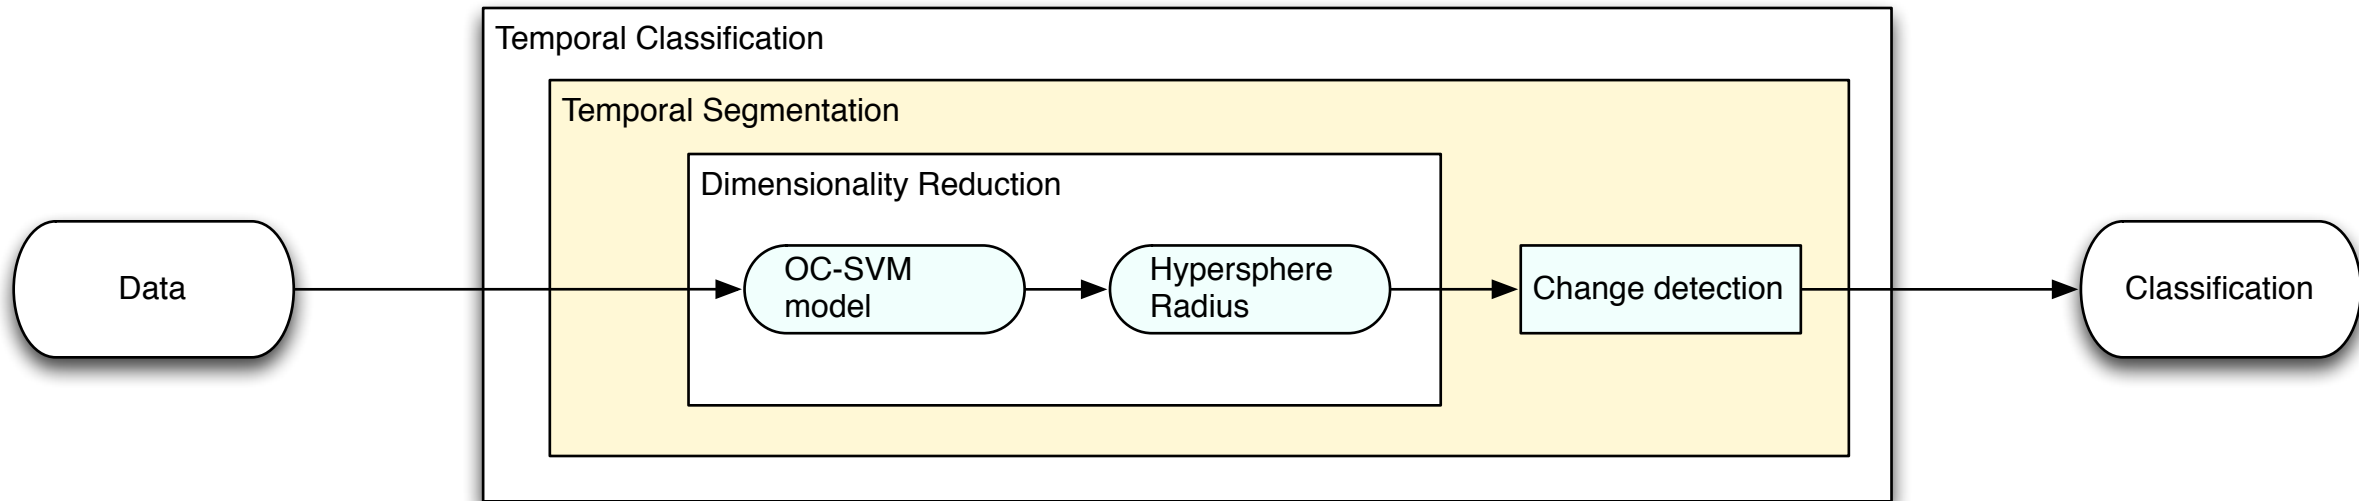 Temporal Classification
Temporal Segmentation
Dimensionality Reduction
Data
OC-SVM
model
Hypersphere
Radius
Change detection
Classification